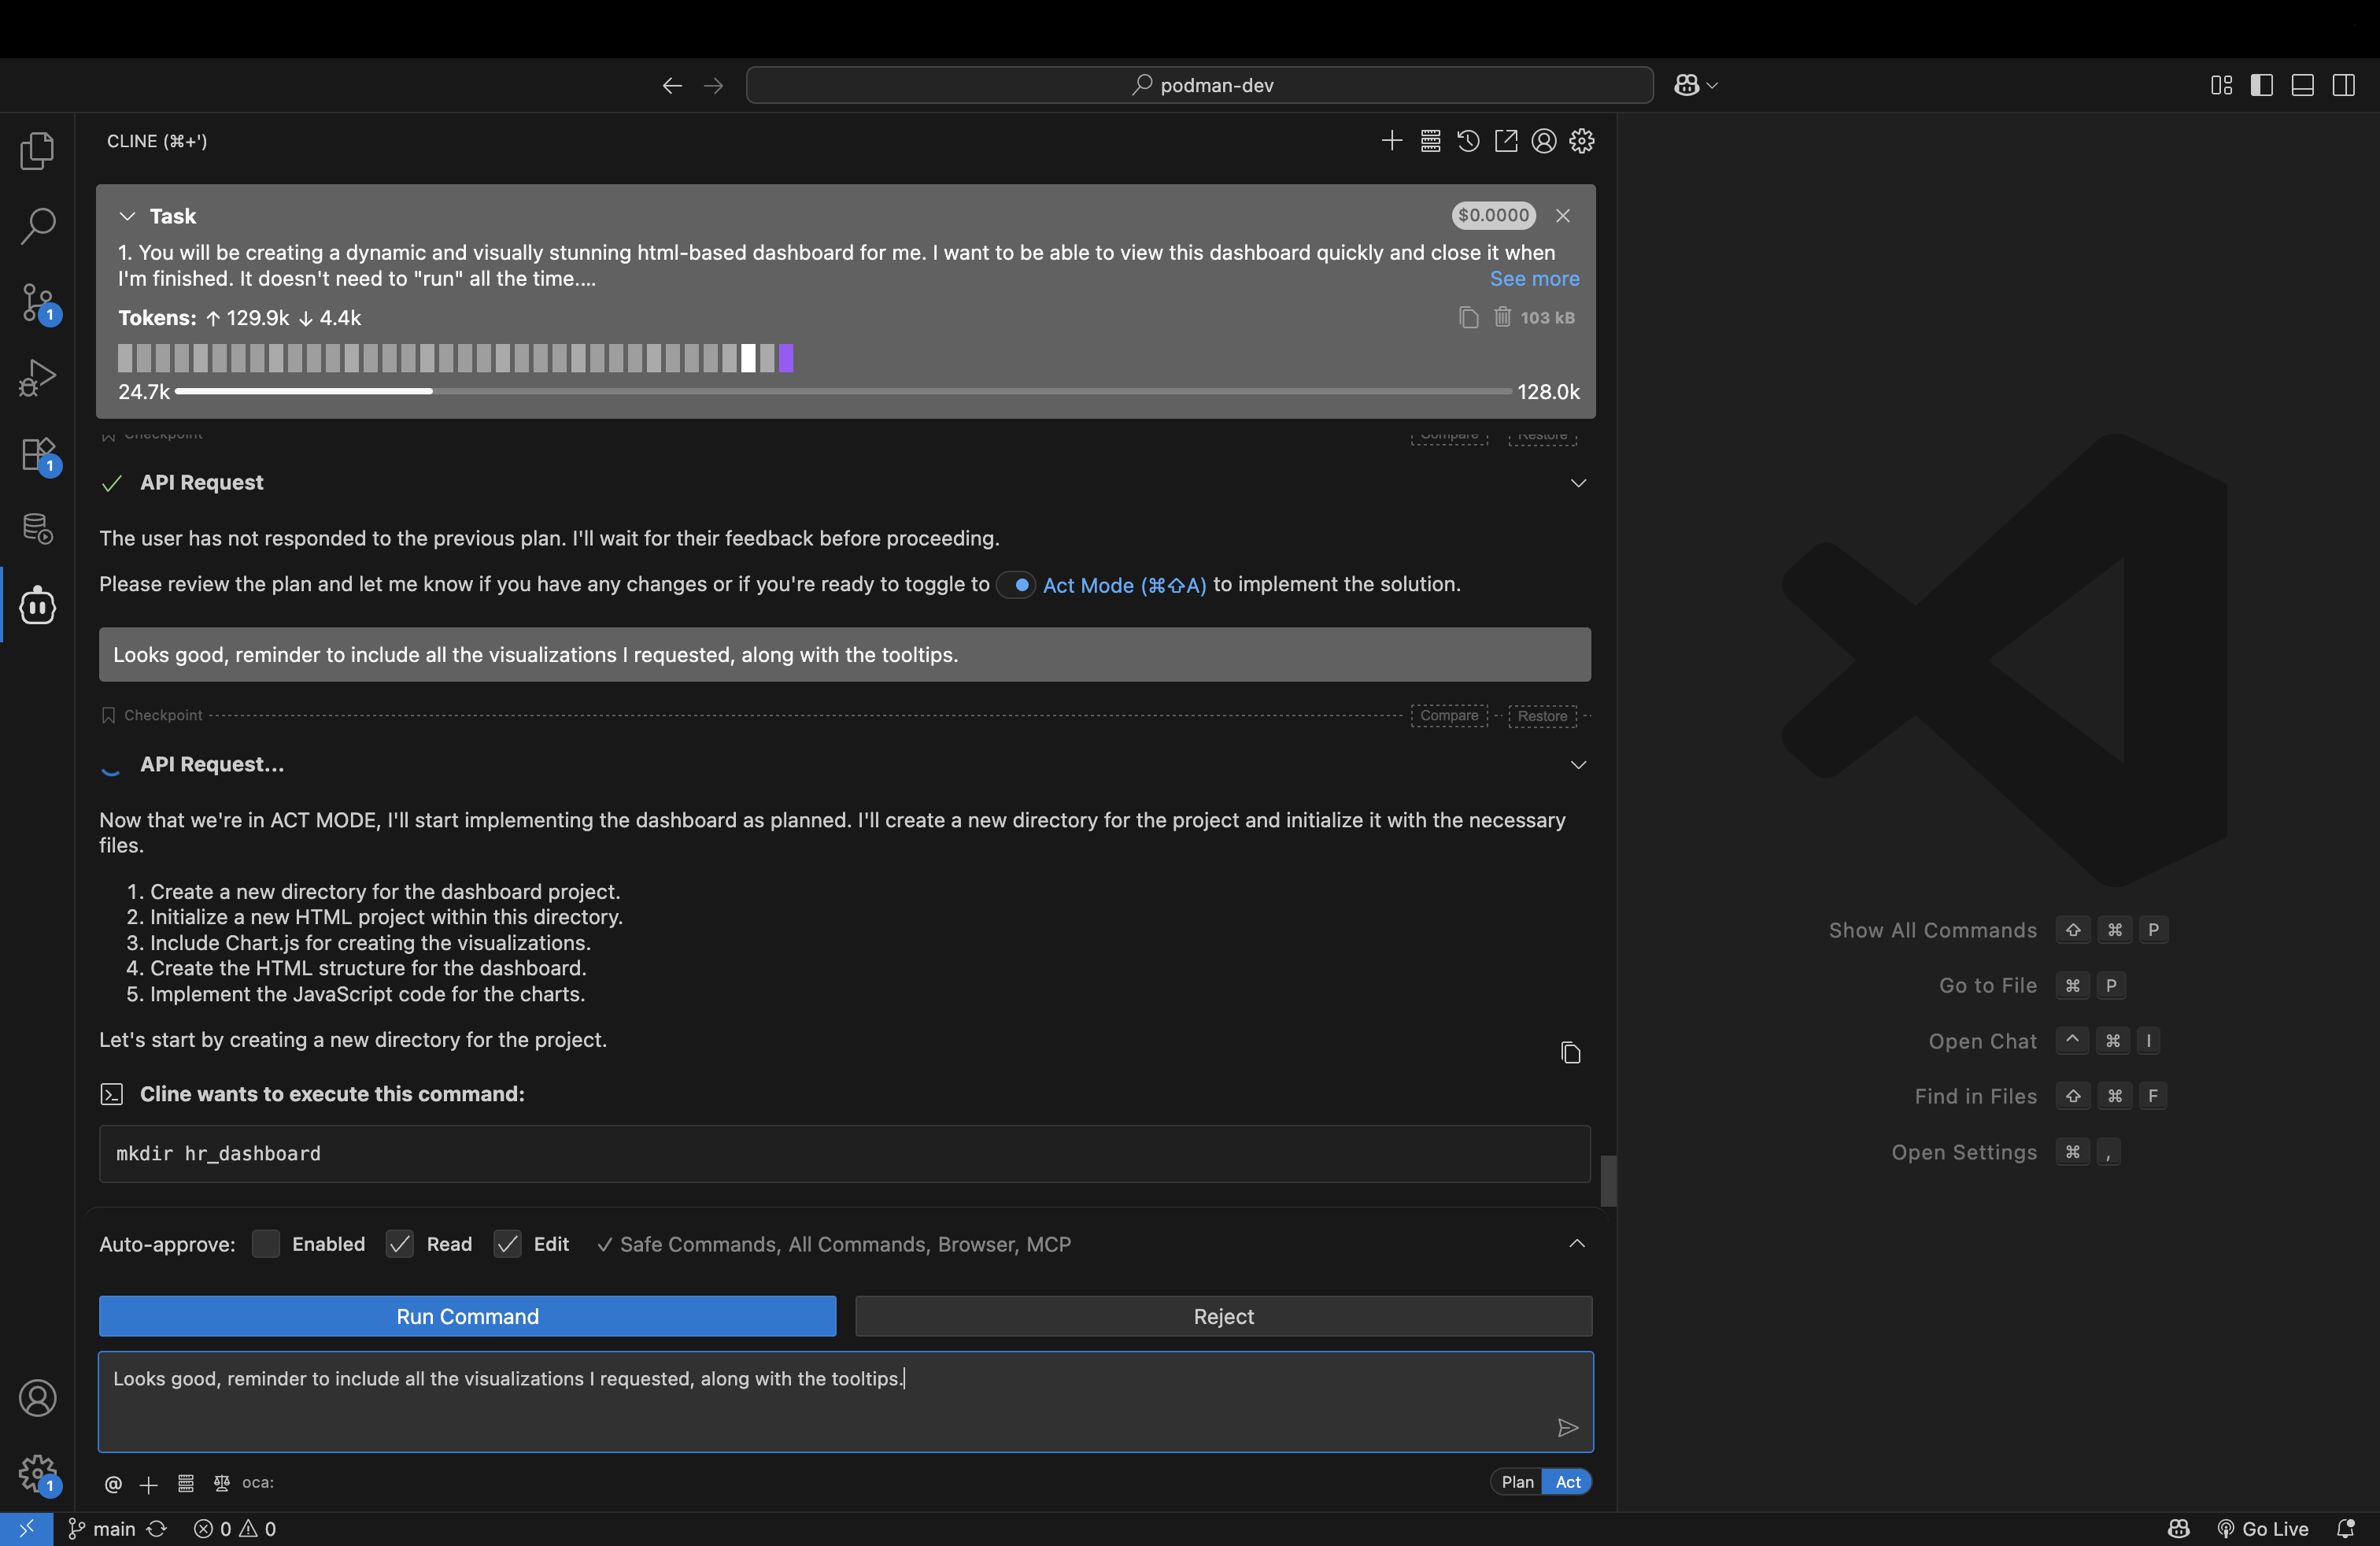 podman-dev
CLINE (⌘+')
Task
$0.0000
1. You will be creating a dynamic and visually stunning html-based dashboard for me. I want to be able to view this dashboard quickly and close it when
I'm finished. It doesn't need to "run" all the time....
See more
Tokens: ↑ 129.9k ↓ 4.4k
103 kB
24.7k
128.0k
Checkpoint
Compare
Restore
API Request
The user has not responded to the previous plan. I'll wait for their feedback before proceeding.
Please review the plan and let me know if you have any changes or if you're ready to toggle to Act Mode (⌘⇧A) to implement the solution.
Looks good, reminder to include all the visualizations I requested, along with the tooltips.
Checkpoint
Compare
Restore
API Request...
Now that we're in ACT MODE, I'll start implementing the dashboard as planned. I'll create a new directory for the project and initialize it with the necessary
files.
1. Create a new directory for the dashboard project.
2. Initialize a new HTML project within this directory.
3. Include Chart.js for creating the visualizations.
4. Create the HTML structure for the dashboard.
5. Implement the JavaScript code for the charts.
Let's start by creating a new directory for the project.
Cline wants to execute this command:
mkdir hr_dashboard
Auto-approve: Enabled Read Edit ✓ Safe Commands, All Commands, Browser, MCP
Run Command
Reject
Looks good, reminder to include all the visualizations I requested, along with the tooltips.
@ oca:
Plan Act
Show All Commands ⇧ ⌘ P
Go to File ⌘ P
Open Chat ^ ⌘ I
Find in Files ⇧ ⌘ F
Open Settings ⌘ ,
1
1
1
main 0 0
Go Live